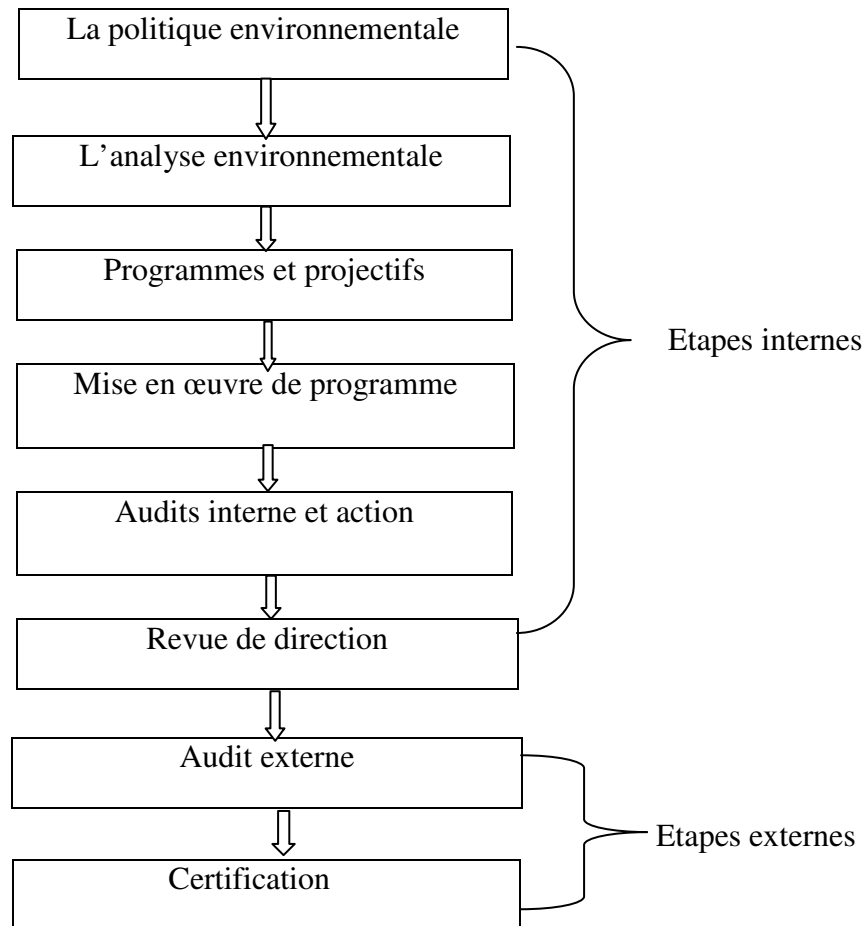 La politique environnementale
L'analyse environnementale
Programmes et projectifs
Mise en œuvre de programme
Audits interne et action
Revue de direction
Etapes internes
Audit externe
Certification
Etapes externes